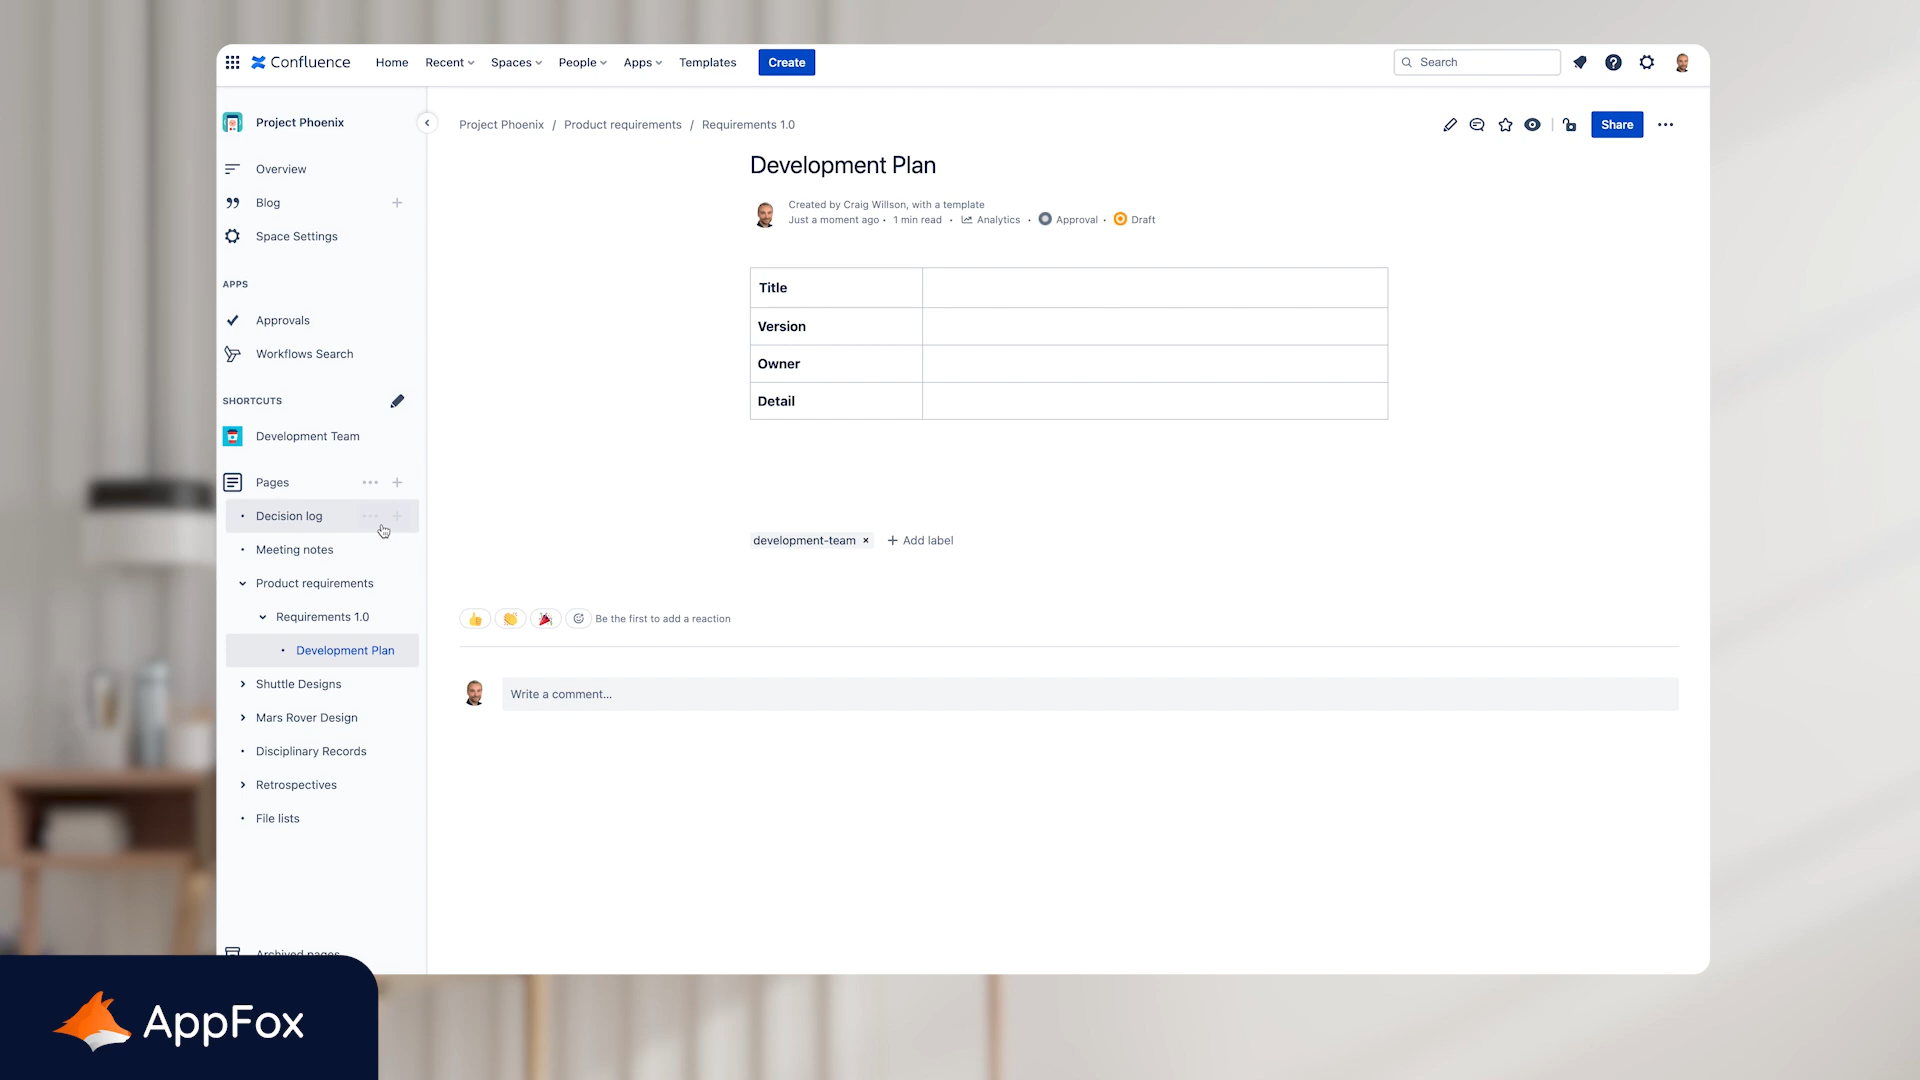 Confluence
Home
Recent
Spaces
People
Apps
Templates
Create
Search
Project Phoenix
Overview
Blog
Space Settings
APPS
Approvals
Workflows Search
SHORTCUTS
Development Team
Pages
Decision log
Meeting notes
Product requirements
Requirements 1.0
Development Plan
Shuttle Designs
Mars Rover Design
Disciplinary Records
Retrospectives
File lists
Archived pages
Project Phoenix / Product requirements / Requirements 1.0
Share
Development Plan
Created by Craig Willson, with a template
Just a moment ago • 1 min read • Analytics • Approval • Draft
Title
Version
Owner
Detail
development-team × + Add label
Be the first to add a reaction
Write a comment...
AppFox